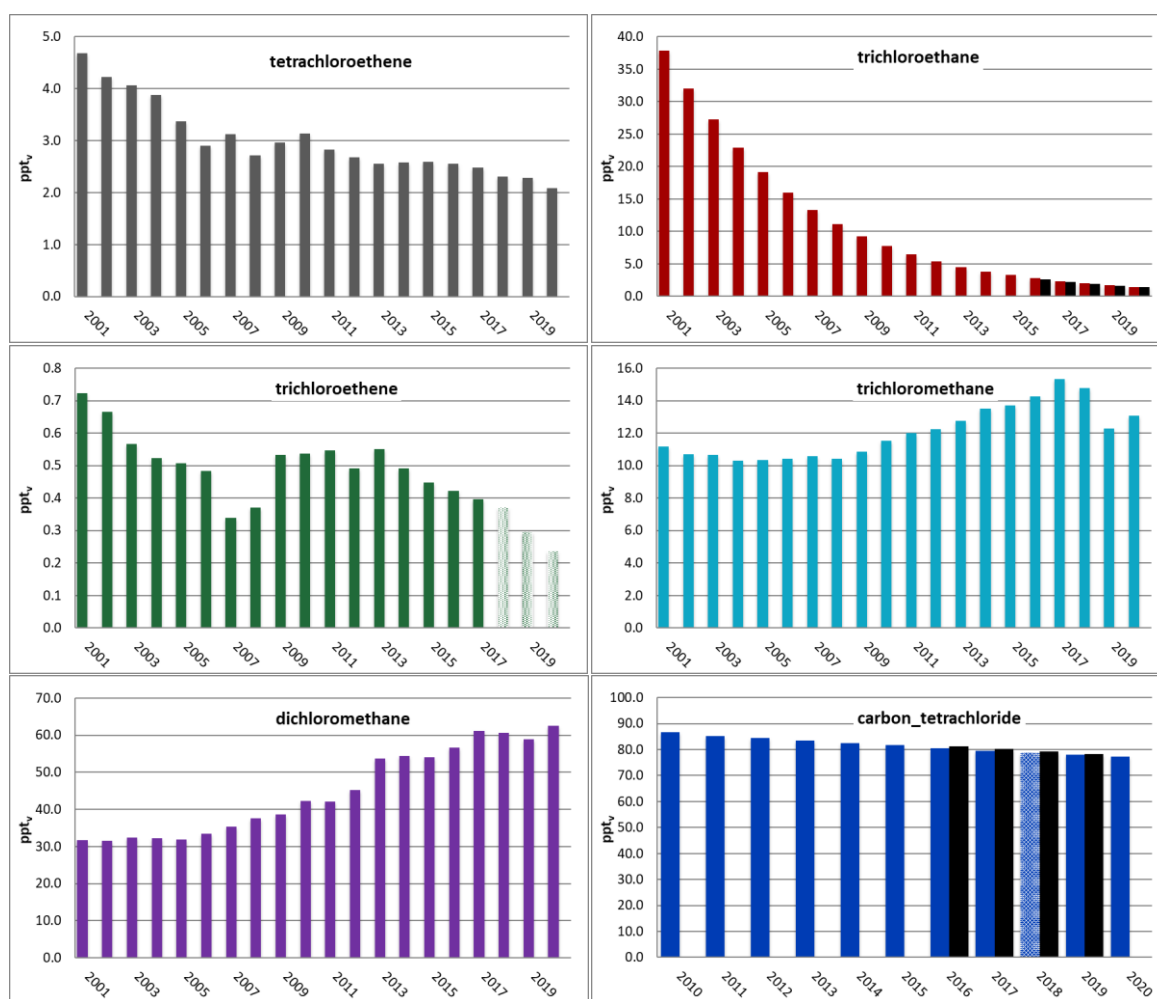 tetrachloroethene
ppt_v
5.0
4.0
3.0
2.0
1.0
0.0
2001 2003 2005 2007 2009 2011 2013 2015 2017 2019
trichloroethane
ppt_v
40.0
35.0
30.0
25.0
20.0
15.0
10.0
5.0
0.0
2001 2003 2005 2007 2009 2011 2013 2015 2017 2019
trichloroethene
ppt_v
0.8
0.7
0.6
0.5
0.4
0.3
0.2
0.1
0.0
2001 2003 2005 2007 2009 2011 2013 2015 2017 2019
trichloromethane
ppt_v
16.0
14.0
12.0
10.0
8.0
6.0
4.0
2.0
0.0
2001 2003 2005 2007 2009 2011 2013 2015 2017 2019
dichloromethane
ppt_v
70.0
60.0
50.0
40.0
30.0
20.0
10.0
0.0
2001 2003 2005 2007 2009 2011 2013 2015 2017 2019
carbon_tetrachloride
ppt_v
100.0
90.0
80.0
70.0
60.0
50.0
40.0
30.0
20.0
10.0
0.0
2010 2011 2012 2013 2014 2015 2016 2017 2018 2019 2020